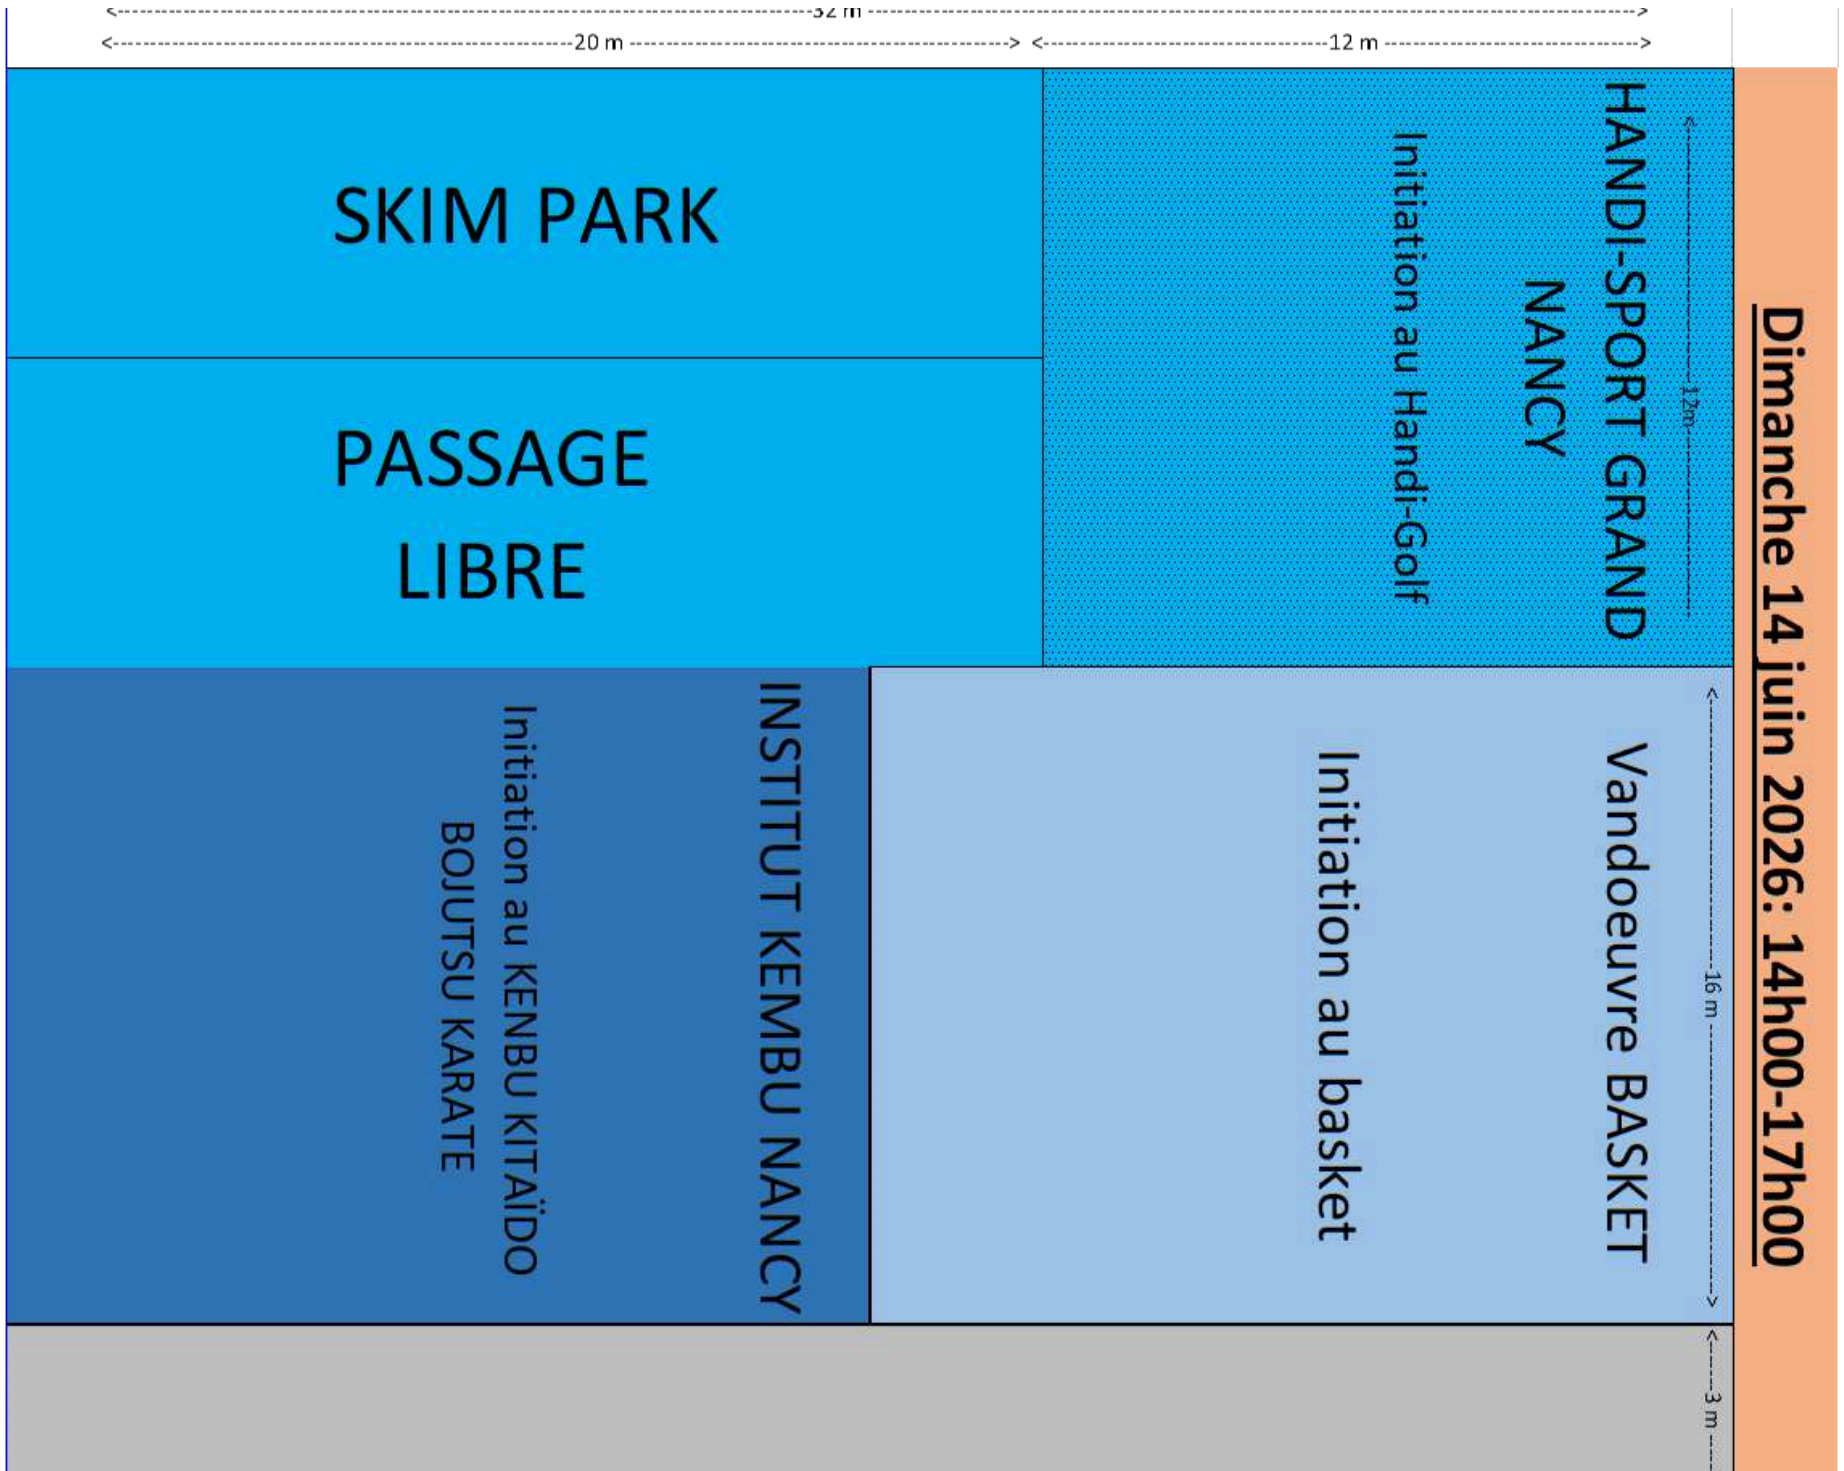 <--- 32 m --->
<--- 20 m ---> <--- 12 m --->
SKIM PARK
PASSAGE
LIBRE
HANDI-SPORT GRAND
NANCY
Initiation au Handi-Golf
<--- 12m ---
Dimanche 14 juin 2026: 14h00-17h00
INSTITUT KEMBU NANCY
Initiation au KENBU KITAÏDO
BOJUTSU KARATE
Vandoeuvre BASKET
Initiation au basket
<--- 16 m --->
<--- 3 m ---